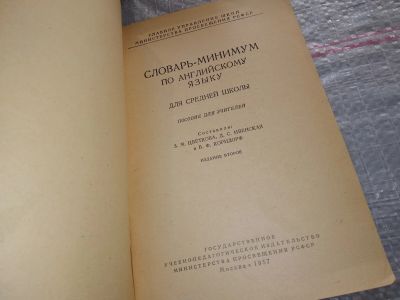 ГЛАВНОЕ УПРАВЛЕНИЕ ШКОЛ
МИНИСТЕРСТВА ПРОСВЕЩЕНИЯ РСФСР
СЛОВАРЬ-МИНИМУМ
ПО АНГЛИЙСКОМУ
ЯЗЫКУ
ДЛЯ СРЕДНЕЙ ШКОЛЫ
ПОСОБИЕ ДЛЯ УЧИТЕЛЕЙ
Составили:
З. М. ЦВЕТКОВА, Л. С.
и Б. Ф. КОРНДОРФ
ИЗДАНИЕ ВТОРОЕ
ГОСУДАРСТВЕННОЕ
УЧЕБНО-ПЕДАГОГИЧЕСКОЕ ИЗДАТЕЛЬСТВО
МИНИСТЕРСТВА ПРОСВЕЩЕНИЯ РСФСР
Москва — 1957